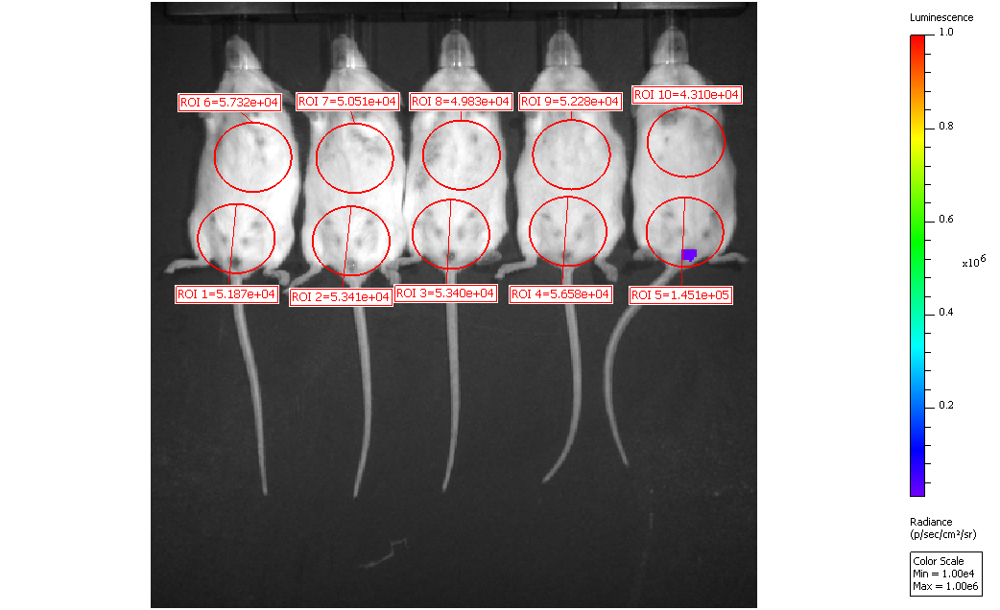 Luminescence
1.0
0.8
0.6
x10⁶
0.4
0.2
Radiance
(p/sec/cm²/sr)
Color Scale
Min = 1.00e4
Max = 1.00e6
ROI 6=5.732e+04
ROI 7=5.051e+04
ROI 8=4.983e+04
ROI 9=5.228e+04
ROI 10=4.310e+04
ROI 1=5.187e+04
ROI 2=5.341e+04
ROI 3=5.340e+04
ROI 4=5.658e+04
ROI 5=1.451e+05